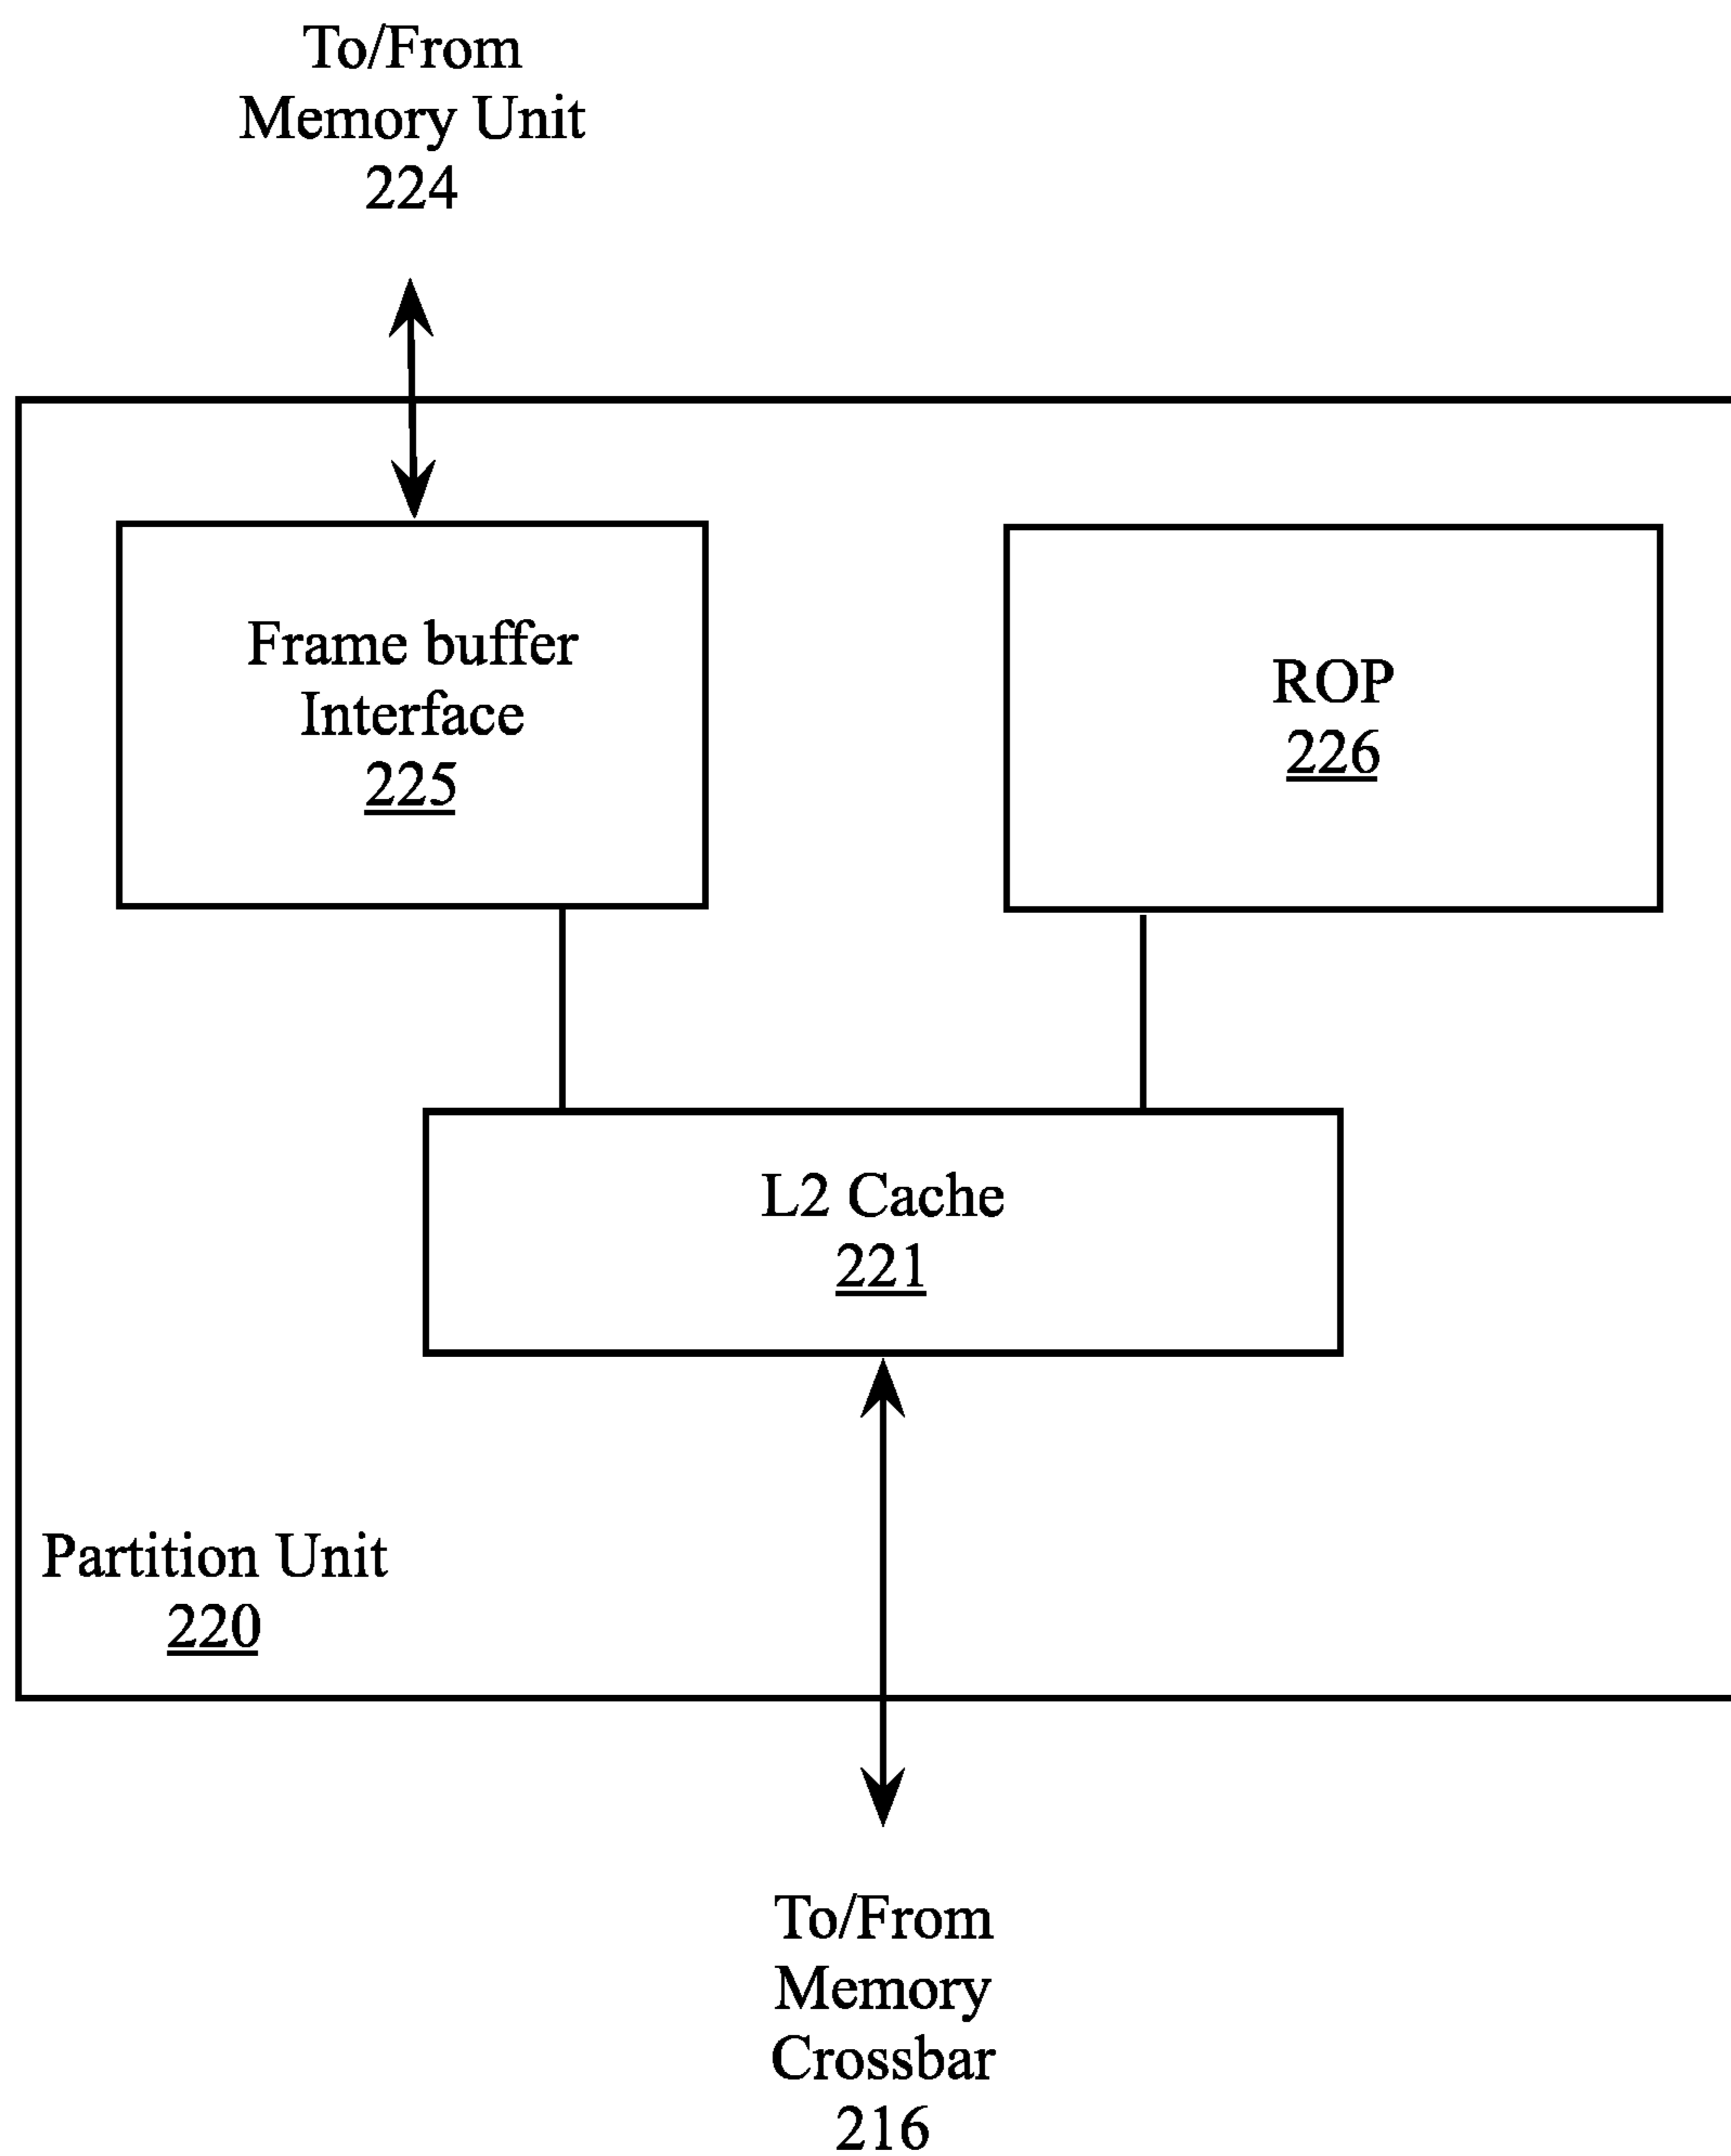 To/From
Memory Unit
224
Frame buffer
Interface
225
ROP
226
L2 Cache
221
Partition Unit
220
To/From
Memory
Crossbar
216